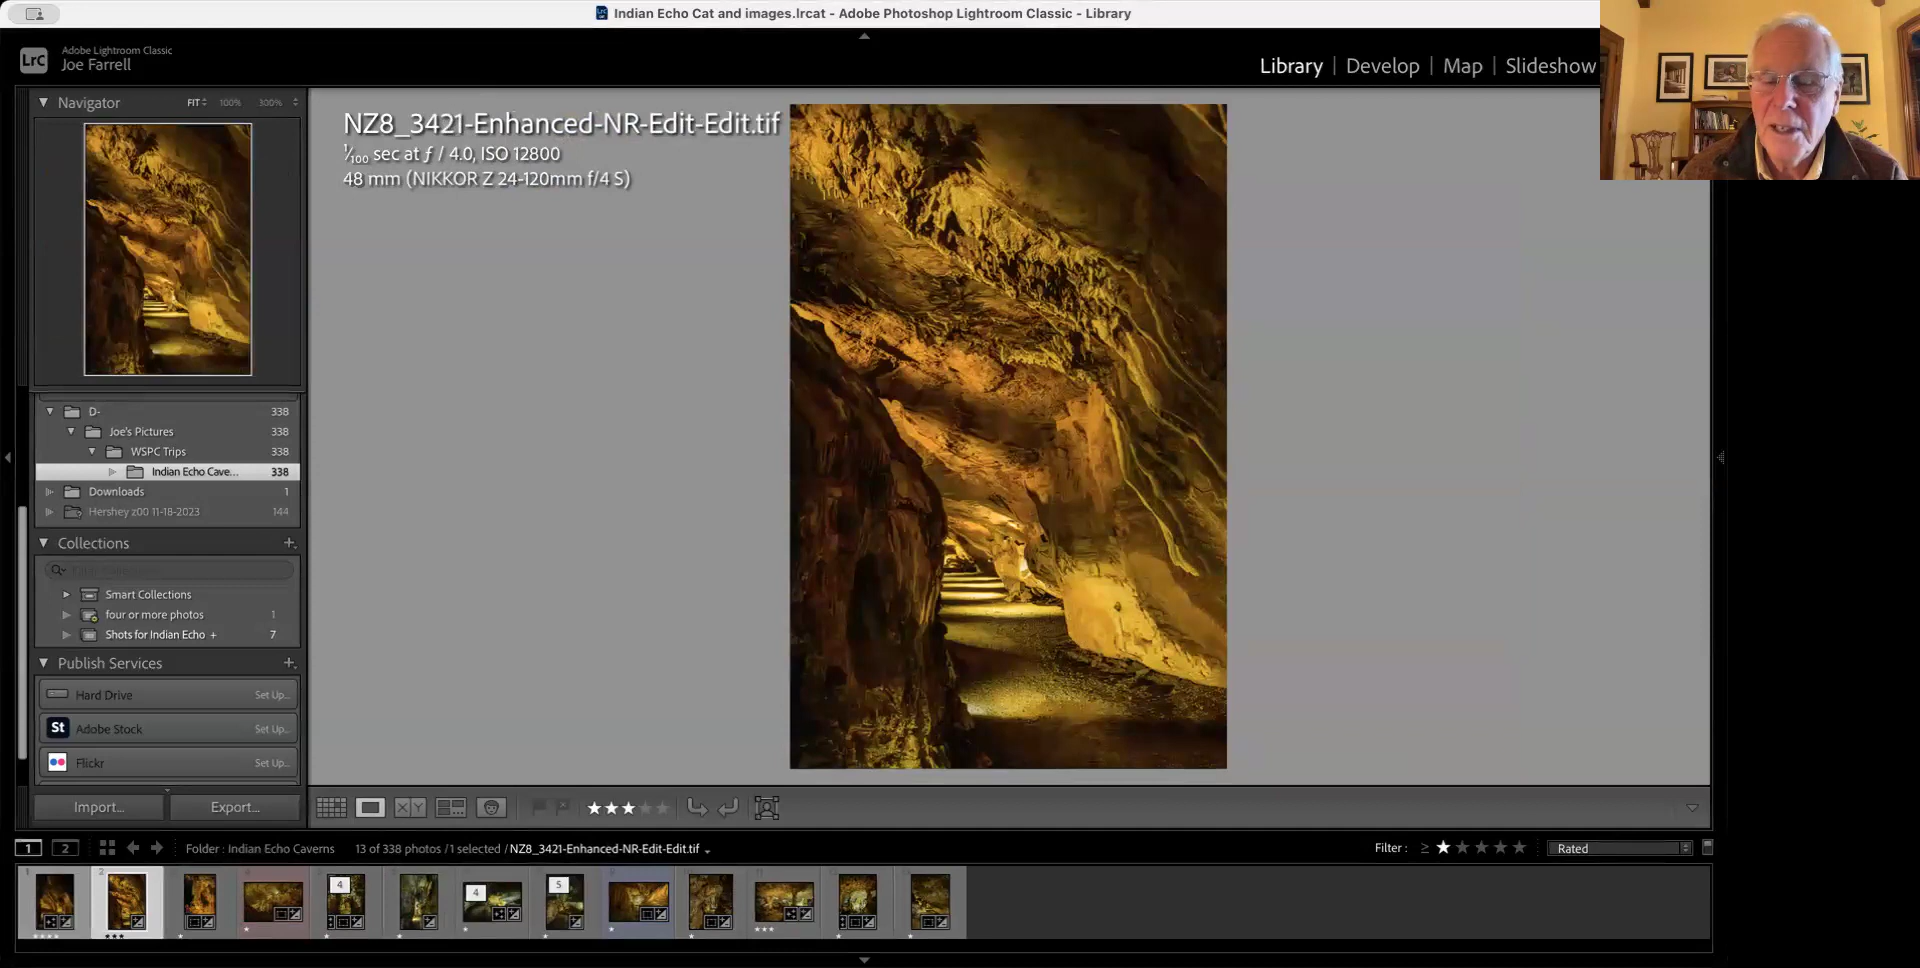 Indian Echo Cat and images.lrcat - Adobe Photoshop Lightroom Classic - Library
LrC
Adobe Lightroom Classic
Joe Farrell
Library | Develop | Map | Slideshow
Navigator FIT 100% 300%
NZ8_3421-Enhanced-NR-Edit-Edit.tif
1/100 sec at ƒ / 4.0, ISO 12800
48 mm (NIKKOR Z 24-120mm f/4 S)
D- 338
Joe's Pictures 338
WSPC Trips 338
Indian Echo Cave... 338
Downloads 1
Hershey z00 11-18-2023 144
Collections
Smart Collections
four or more photos 1
Shots for Indian Echo + 7
Publish Services
Hard Drive Set Up...
St Adobe Stock Set Up...
Flickr Set Up...
Import... Export...
X Y
1 2 Folder : Indian Echo Caverns 13 of 338 photos / 1 selected / NZ8_3421-Enhanced-NR-Edit-Edit.tif
Filter : ≥ Rated
4 4 5